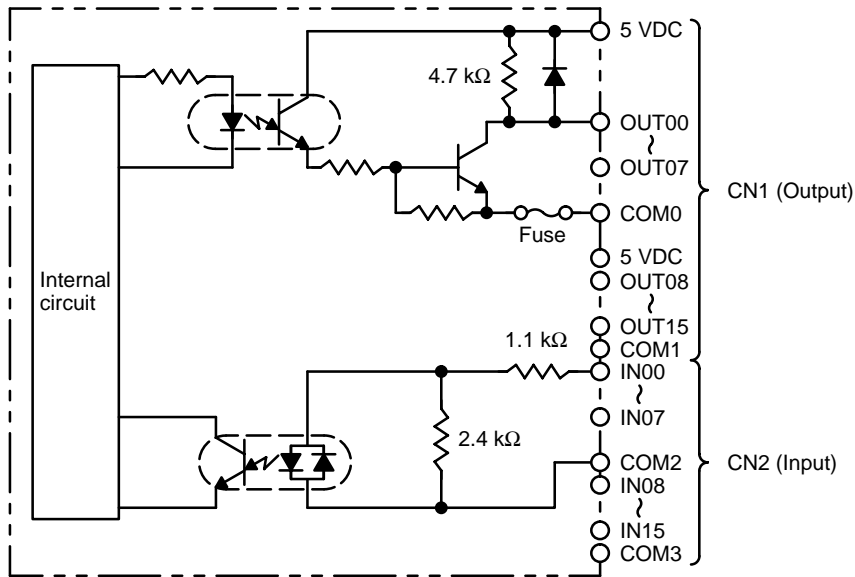 5 VDC
4.7 kΩ
OUT00
OUT07
CN1 (Output)
COM0
Fuse
5 VDC
Internal
circuit
OUT08
OUT15
1.1 kΩ
COM1
IN00
IN07
2.4 kΩ
COM2
CN2 (Input)
IN08
IN15
COM3